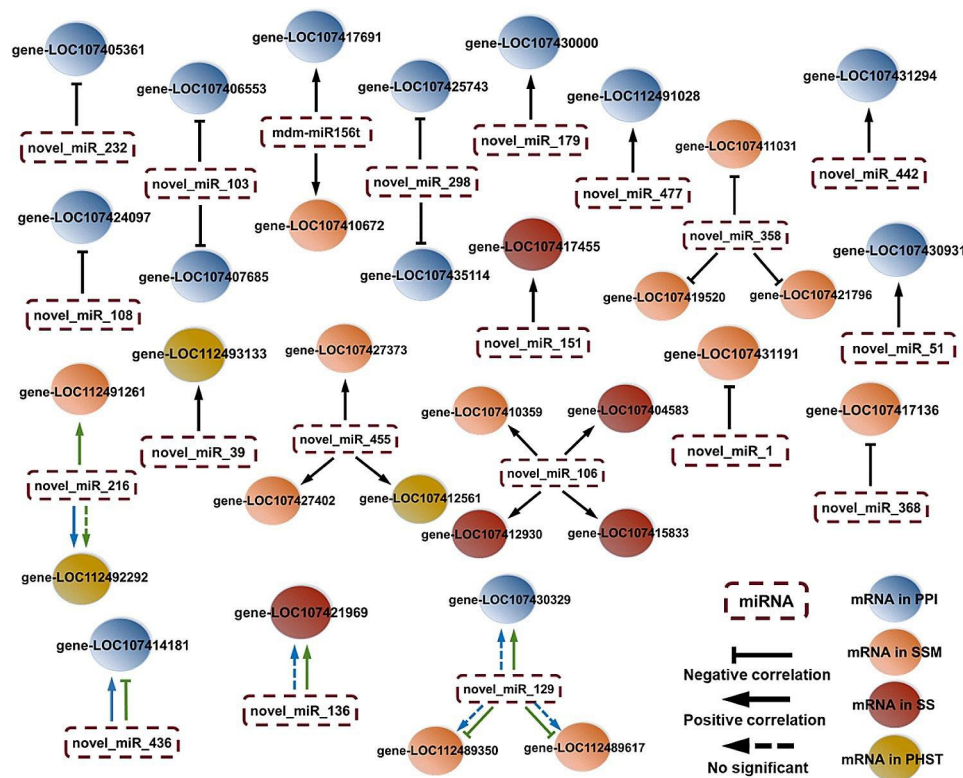 gene-LOC107405361
novel_miR_232
gene-LOC107406553
novel_miR_103
gene-LOC107407685
gene-LOC107417691
mdm-miR156t
gene-LOC107410672
gene-LOC107425743
novel_miR_298
gene-LOC107435114
gene-LOC107430000
novel_miR_179
gene-LOC112491028
novel_miR_477
gene-LOC107411031
novel_miR_358
gene-LOC107419520
gene-LOC107421796
gene-LOC107431294
novel_miR_442
gene-LOC107424097
novel_miR_108
gene-LOC107417455
novel_miR_151
gene-LOC107430931
novel_miR_51
gene-LOC112493133
novel_miR_39
gene-LOC107427373
novel_miR_455
gene-LOC107427402
gene-LOC107412561
gene-LOC107410359
gene-LOC107404583
novel_miR_106
gene-LOC107412930
gene-LOC107415833
gene-LOC107431191
novel_miR_1
gene-LOC107417136
novel_miR_368
gene-LOC112491261
novel_miR_216
gene-LOC112492292
gene-LOC107414181
novel_miR_436
gene-LOC107421969
novel_miR_136
gene-LOC107430329
novel_miR_129
gene-LOC112489350
gene-LOC112489617
miRNA
Negative correlation
Positive correlation
No significant
mRNA in PPI
mRNA in SSM
mRNA in SS
mRNA in PHST